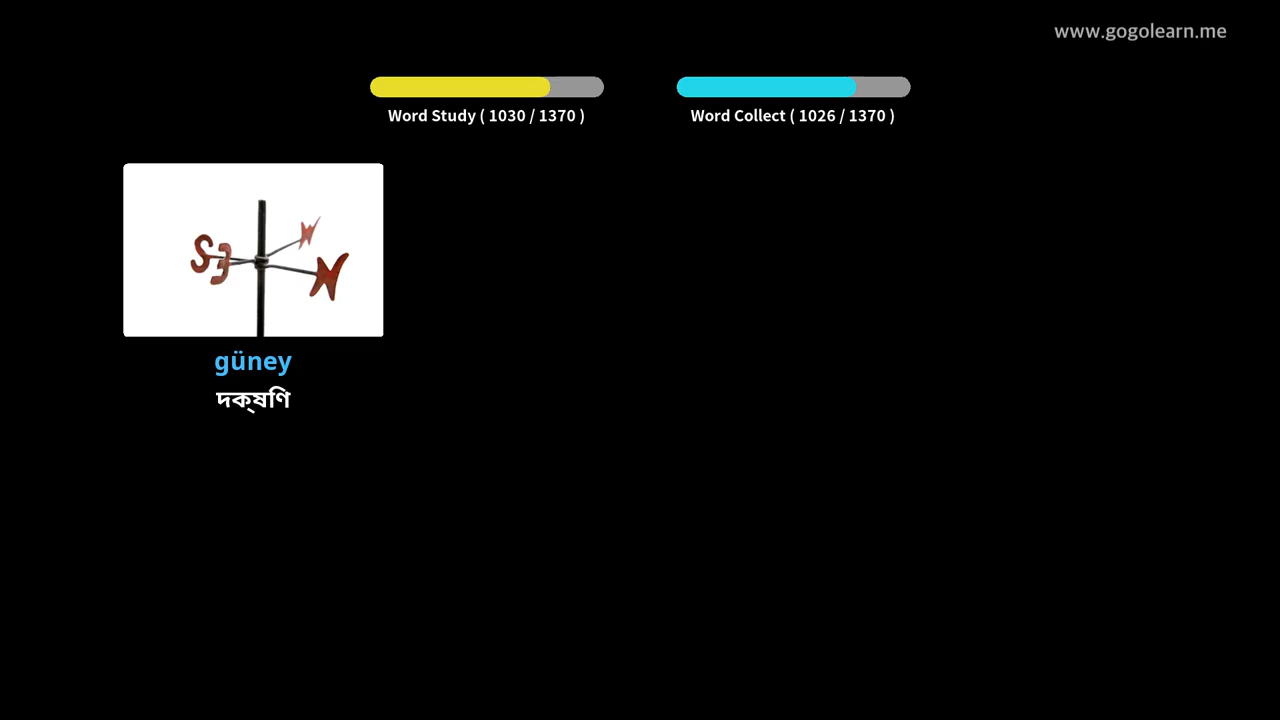 www.gogolearn.me
Word Study ( 1030 / 1370 )
Word Collect ( 1026 / 1370 )
S E W N
güney
দক্ষিণ